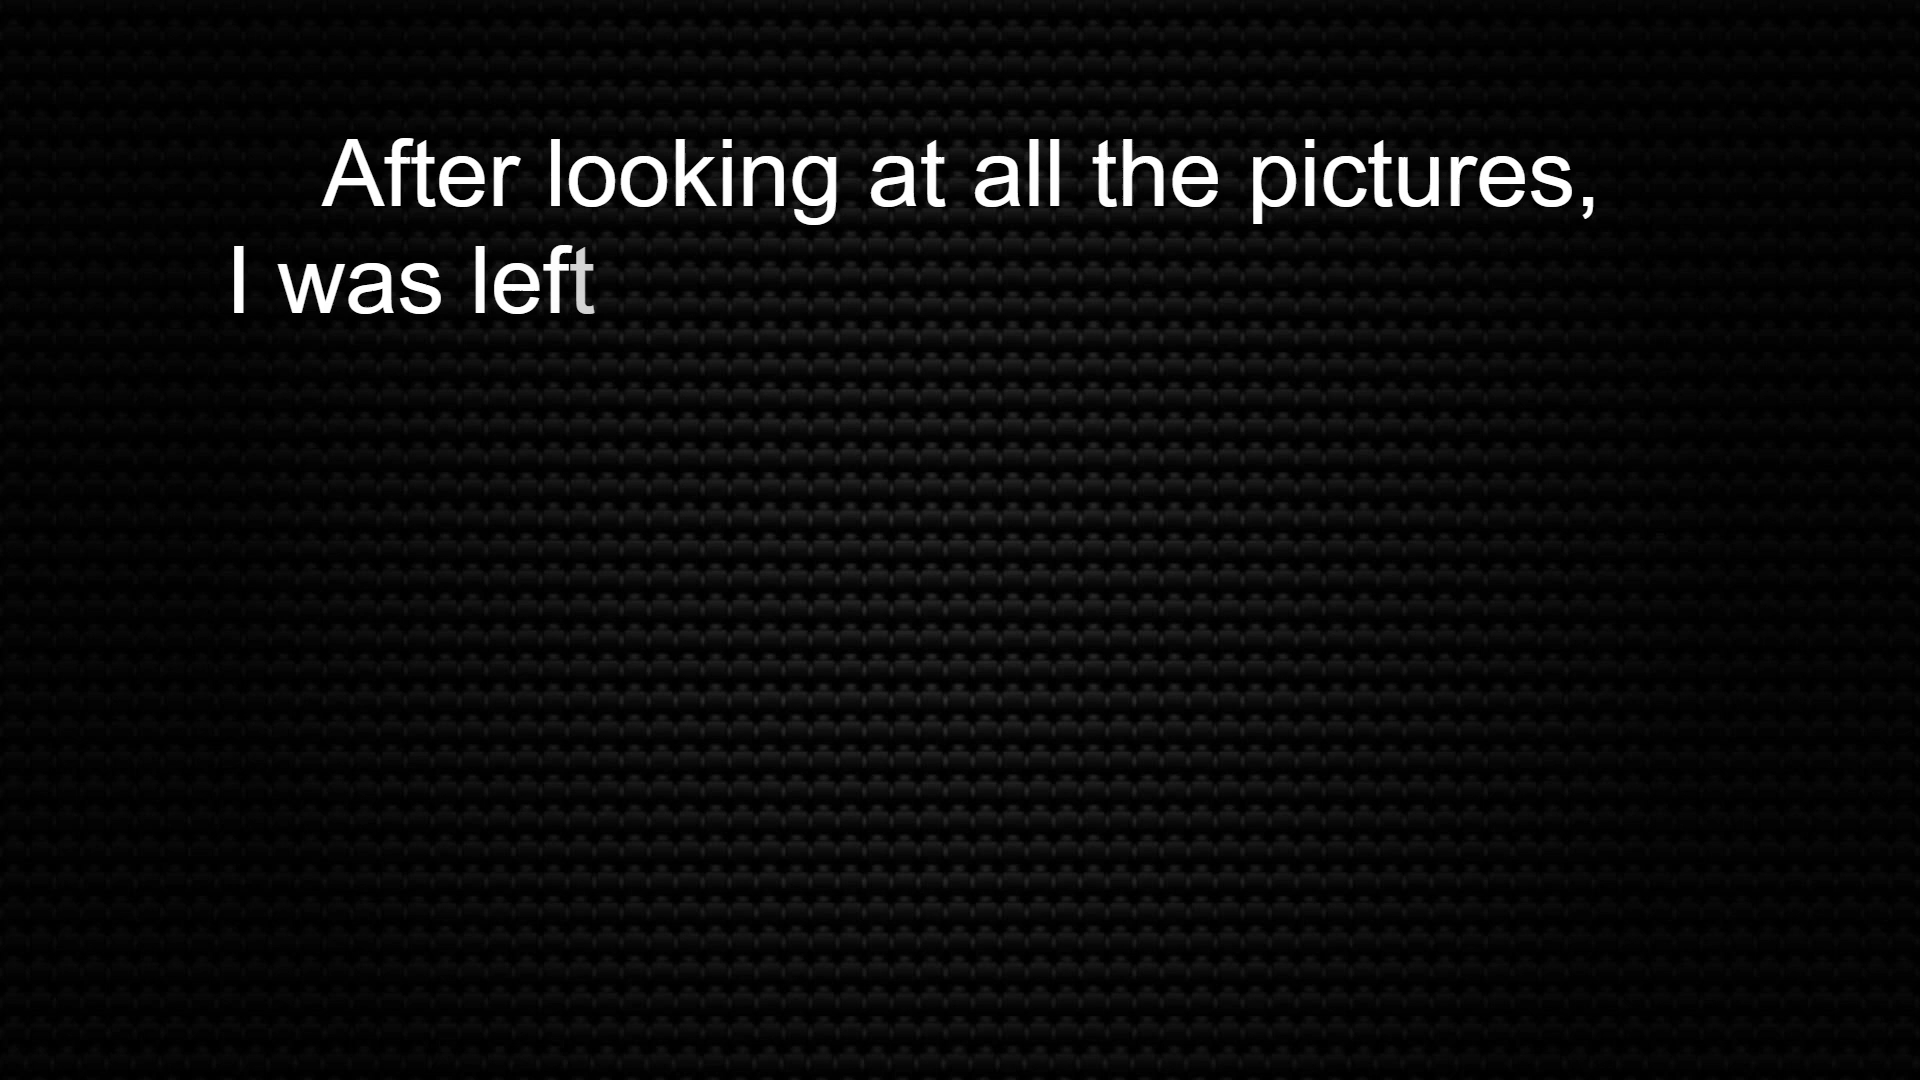 After looking at all the pictures,
I was left